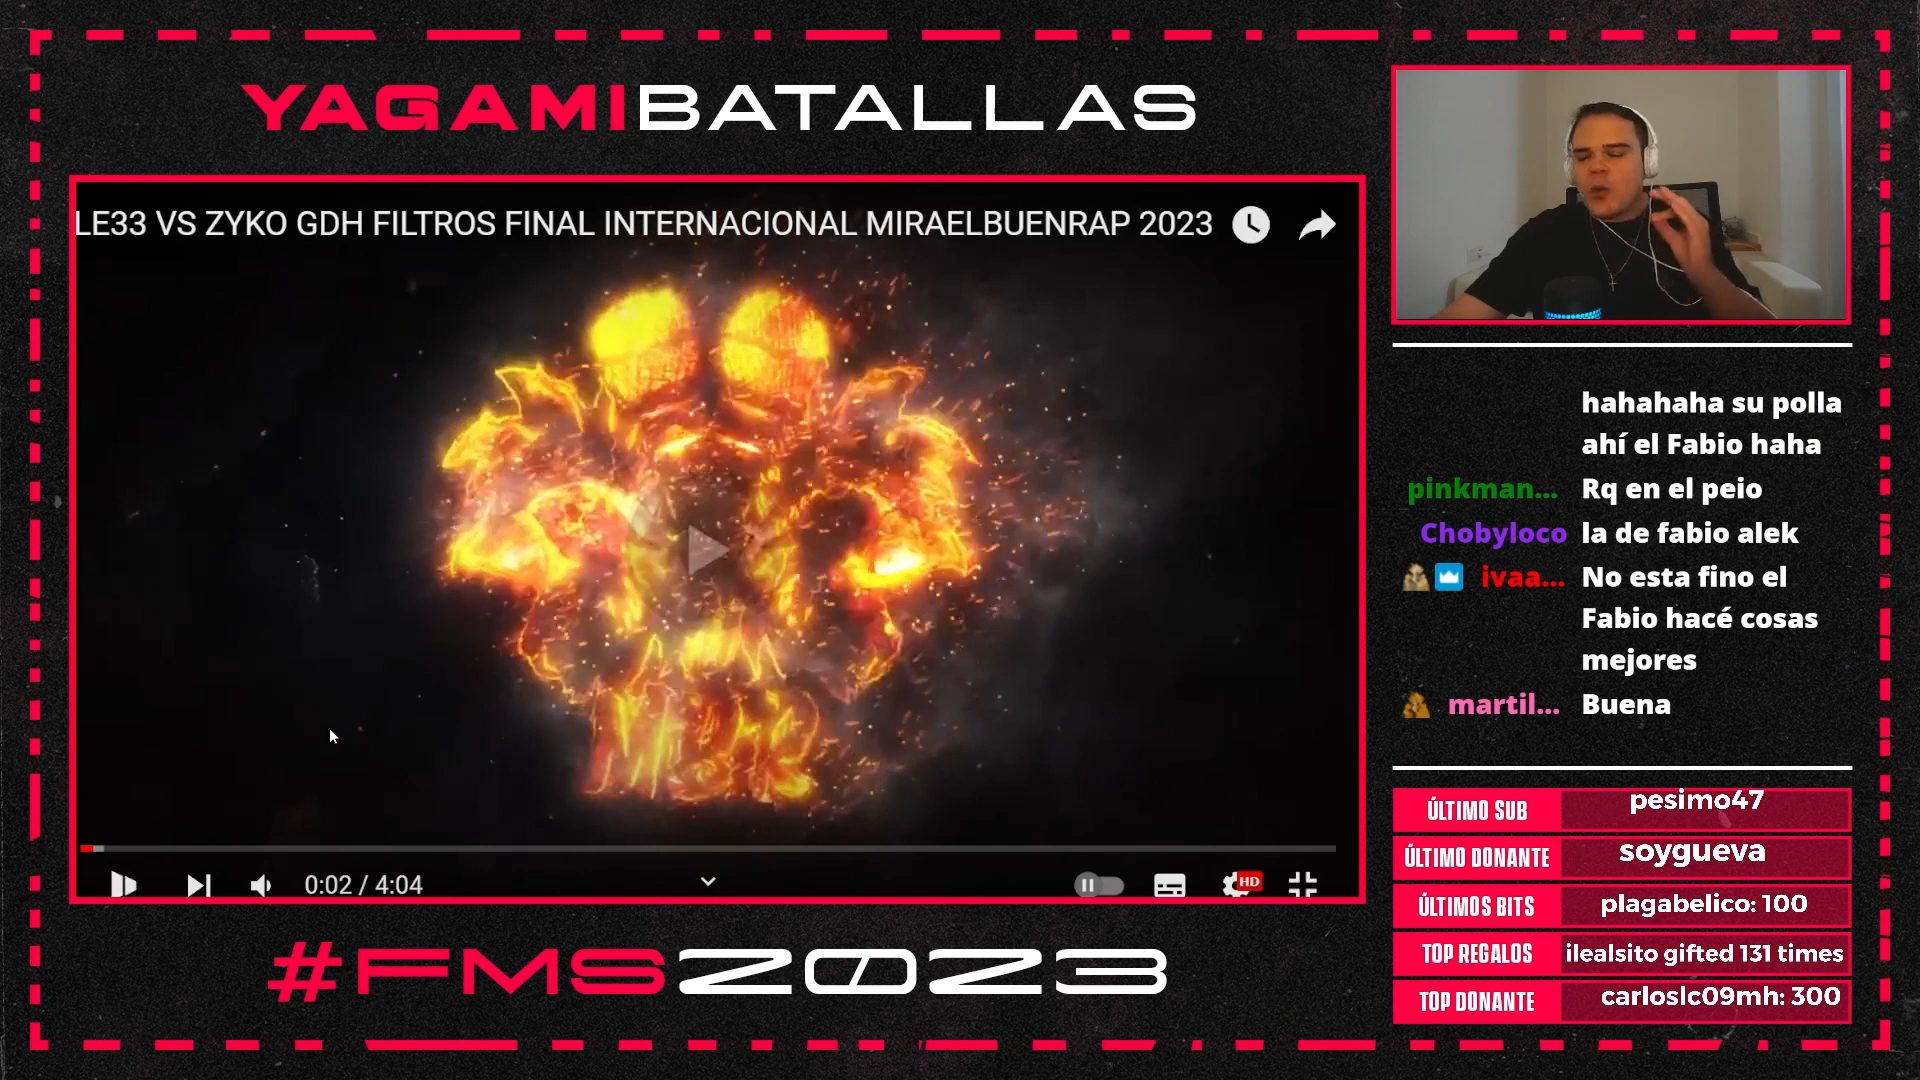 YAGAMIBATALLAS
LE33 VS ZYKO GDH FILTROS FINAL INTERNACIONAL MIRAELBUENRAP 2023
0:02 / 4:04
HD
#FMS2023
hahahaha su polla
ahí el Fabio haha
pinkman... Rq en el peio
Chobyloco la de fabio alek
ivaa... No esta fino el
Fabio hacé cosas
mejores
martil... Buena
ÚLTIMO SUB pesimo47
ÚLTIMO DONANTE soygueva
ÚLTIMOS BITS plagabelico: 100
TOP REGALOS ilealsito gifted 131 times
TOP DONANTE carloslc09mh: 300